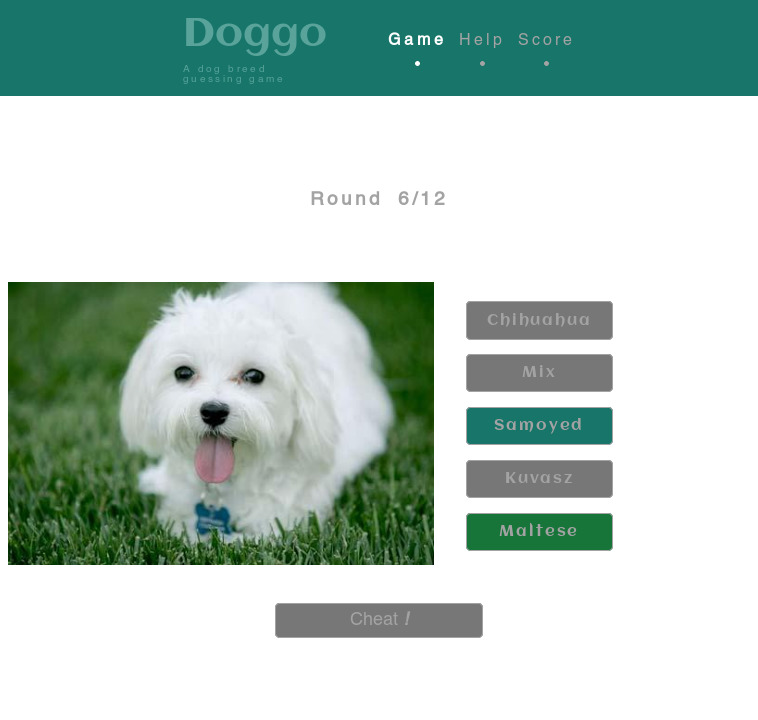 Doggo
A dog breed
guessing game
Game Help Score
Round 6/12
Chihuahua
Mix
Samoyed
Kuvasz
Maltese
Cheat !